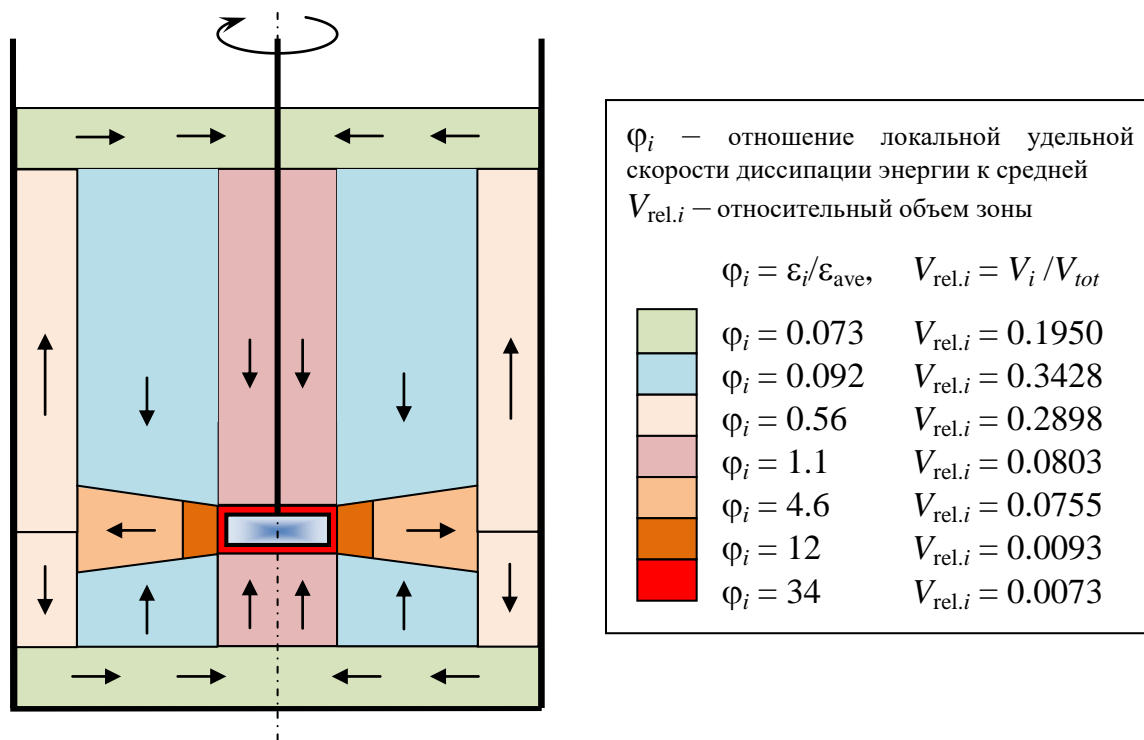 φi – отношение локальной удельной
скорости диссипации энергии к средней
Vrel.i – относительный объем зоны
φi = εi/εave, Vrel.i = Vi /Vtot
φi = 0.073 Vrel.i = 0.1950
φi = 0.092 Vrel.i = 0.3428
φi = 0.56 Vrel.i = 0.2898
φi = 1.1 Vrel.i = 0.0803
φi = 4.6 Vrel.i = 0.0755
φi = 12 Vrel.i = 0.0093
φi = 34 Vrel.i = 0.0073